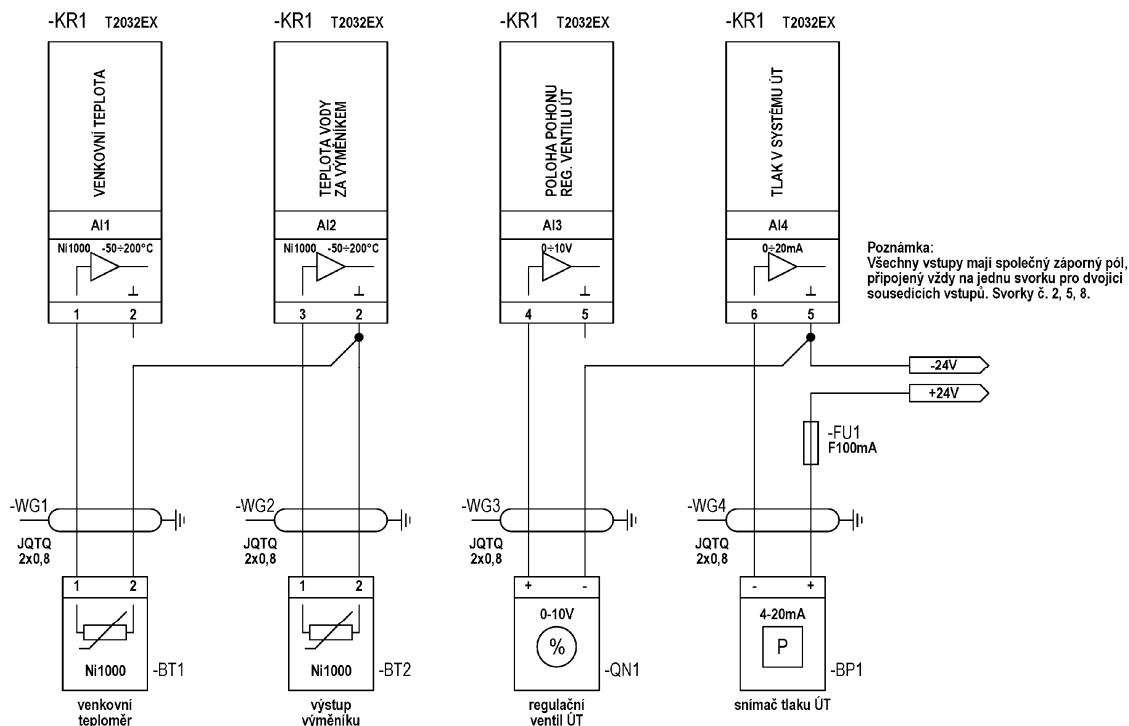 -KR1 T2032EX
-KR1 T2032EX
-KR1 T2032EX
-KR1 T2032EX
VENKOVNÍ TEPLOTA
TEPLOTA VODY
ZA VÝMĚNÍKEM
POLOHA POHONU
REG. VENTILU ÚT
TLAK V SYSTÉMU ÚT
AI1
AI2
AI3
AI4
Ni1000 -50÷200°C
Ni1000 -50÷200°C
0÷10V
0÷20mA
Poznámka:
Všechny vstupy mají společný záporný pól,
připojený vždy na jednu svorku pro dvojici
sousedících vstupů. Svorky č. 2, 5, 8.
1 2
3 2
4 5
6 5
-24V
+24V
-FU1
F100mA
-WG1
-WG2
-WG3
-WG4
JQTQ
2x0,8
JQTQ
2x0,8
JQTQ
2x0,8
JQTQ
2x0,8
1 2
1 2
+ -
- +
0-10V
4-20mA
%
P
Ni1000
-BT1
Ni1000
-BT2
-QN1
-BP1
venkovní
teploměr
výstup
výměníku
regulační
ventil ÚT
snímač tlaku ÚT